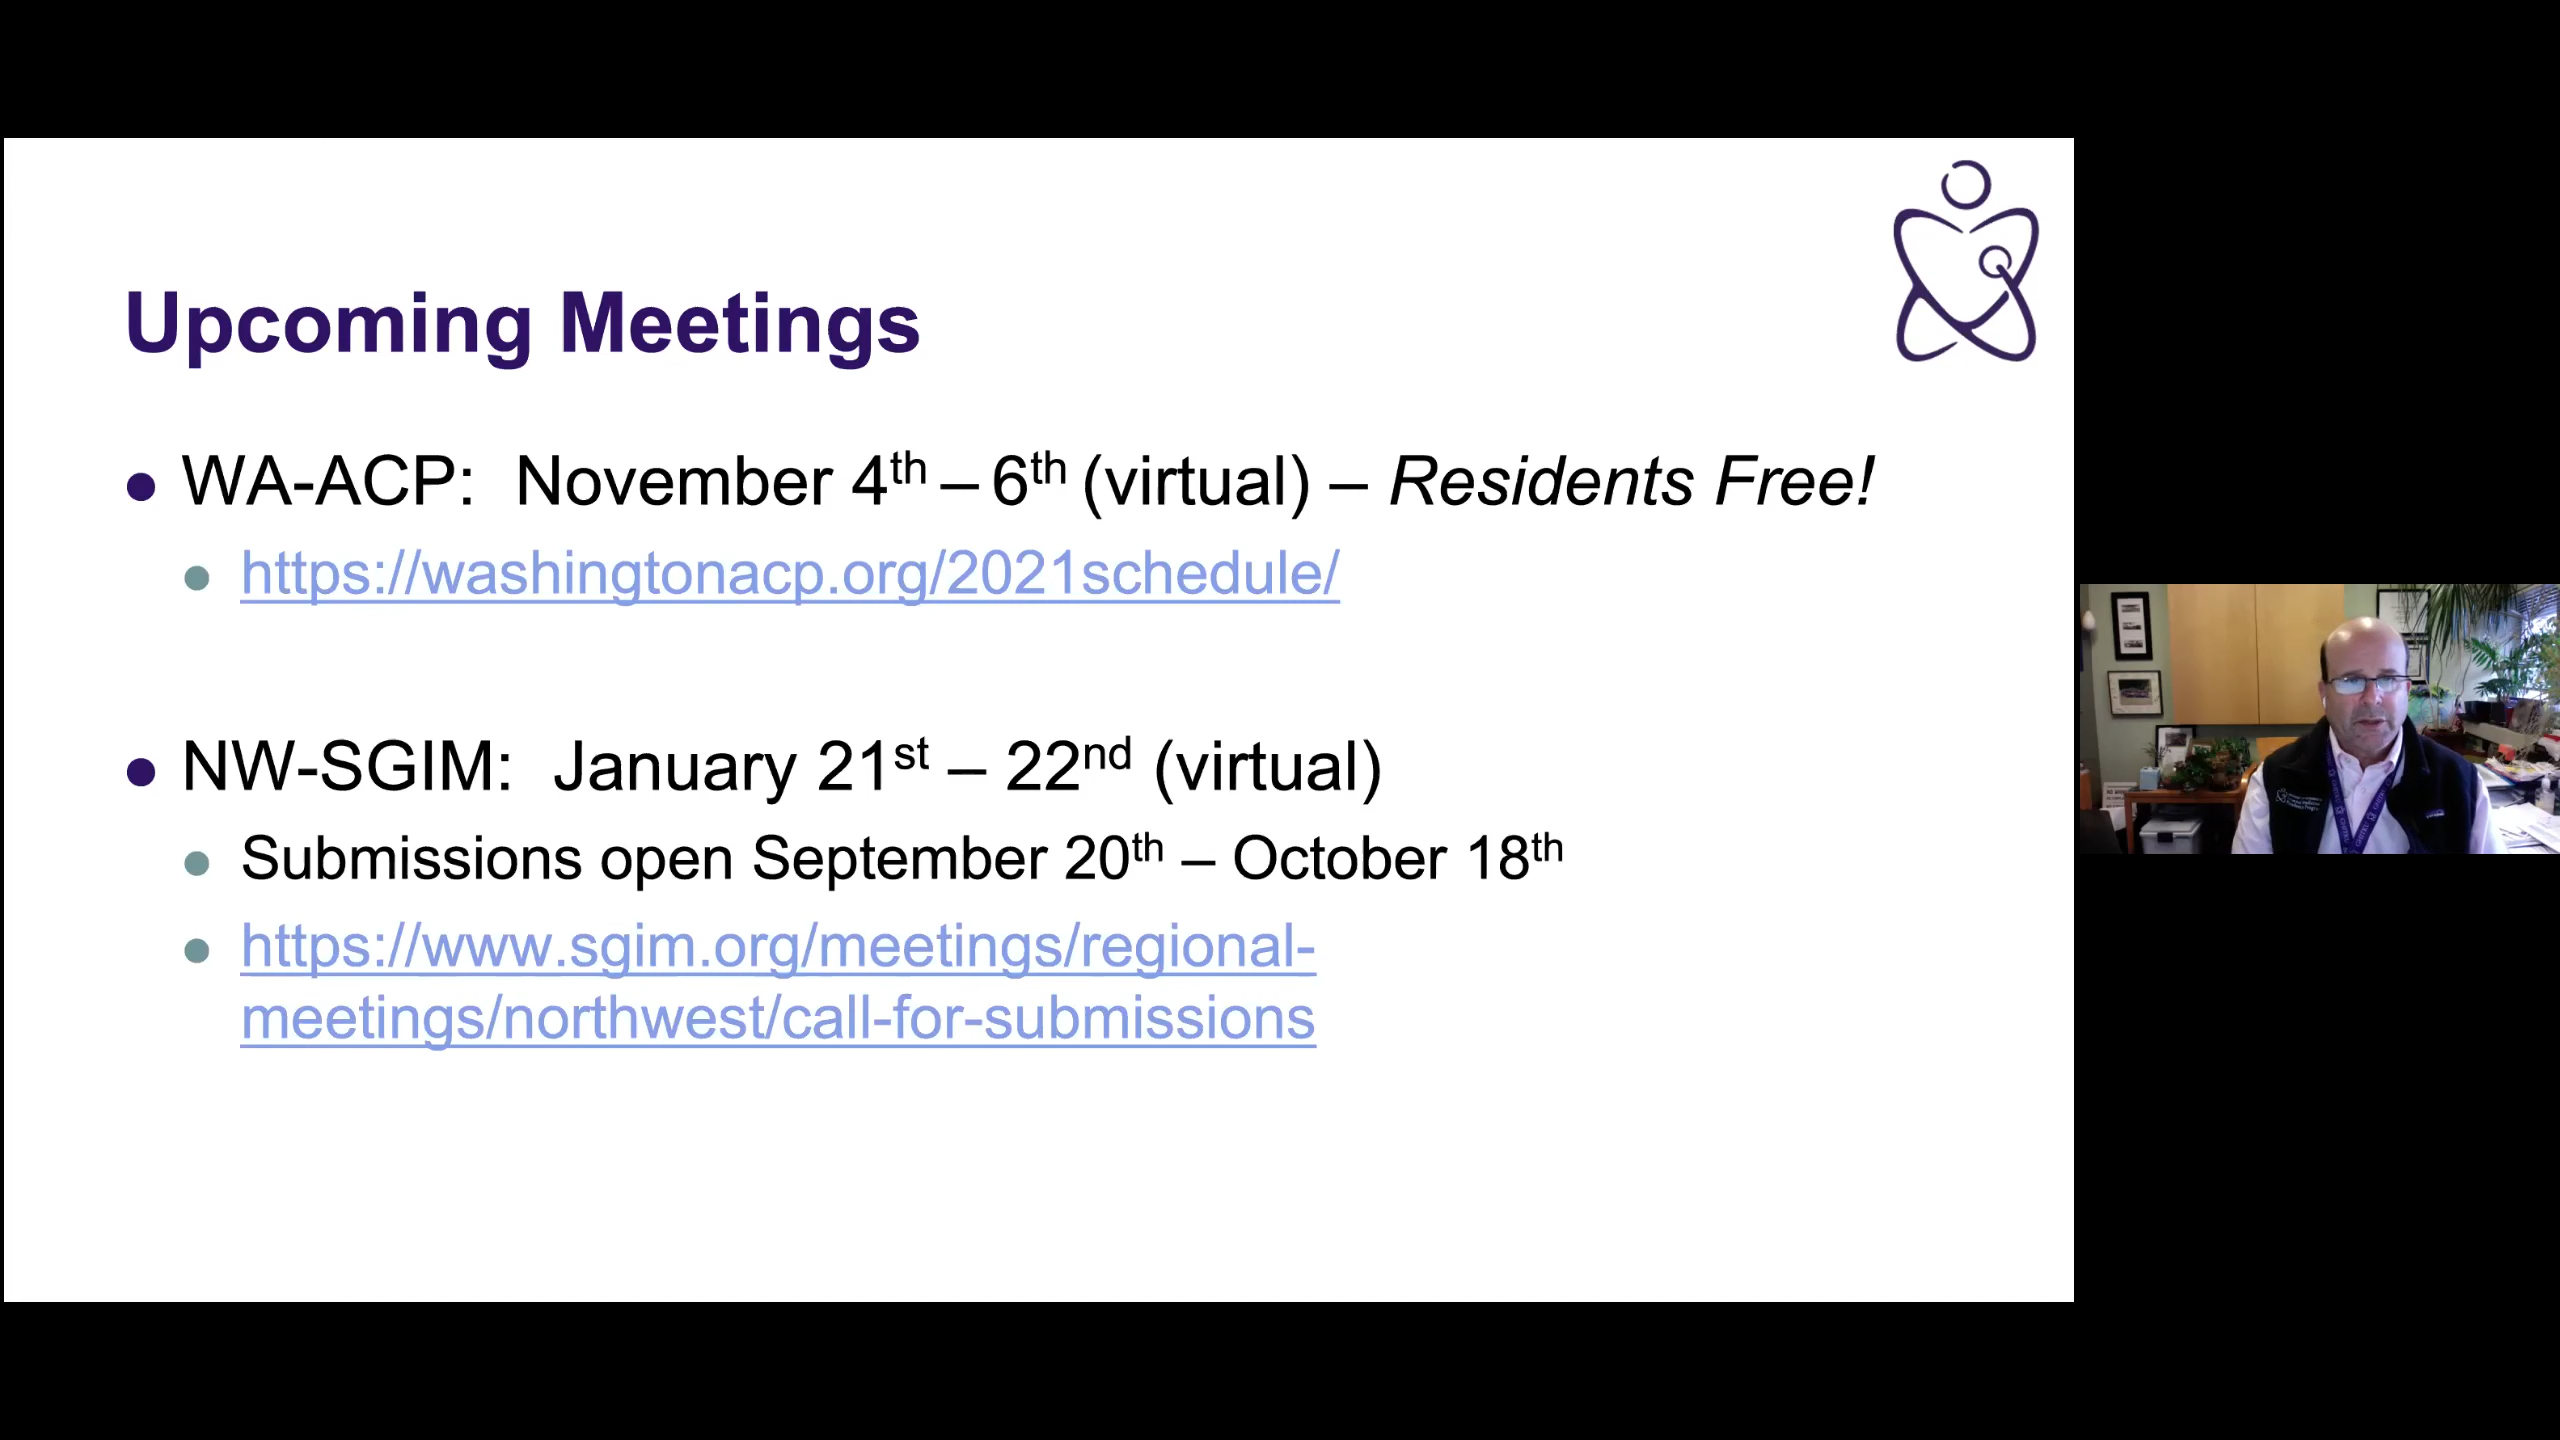 Upcoming Meetings
WA-ACP: November 4th – 6th (virtual) – Residents Free!
https://washingtonacp.org/2021schedule/
NW-SGIM: January 21st – 22nd (virtual)
Submissions open September 20th – October 18th
https://www.sgim.org/meetings/regional-
meetings/northwest/call-for-submissions